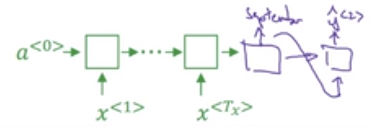 September ŷ<2>
a<0> ...
x<1> x<Tx>